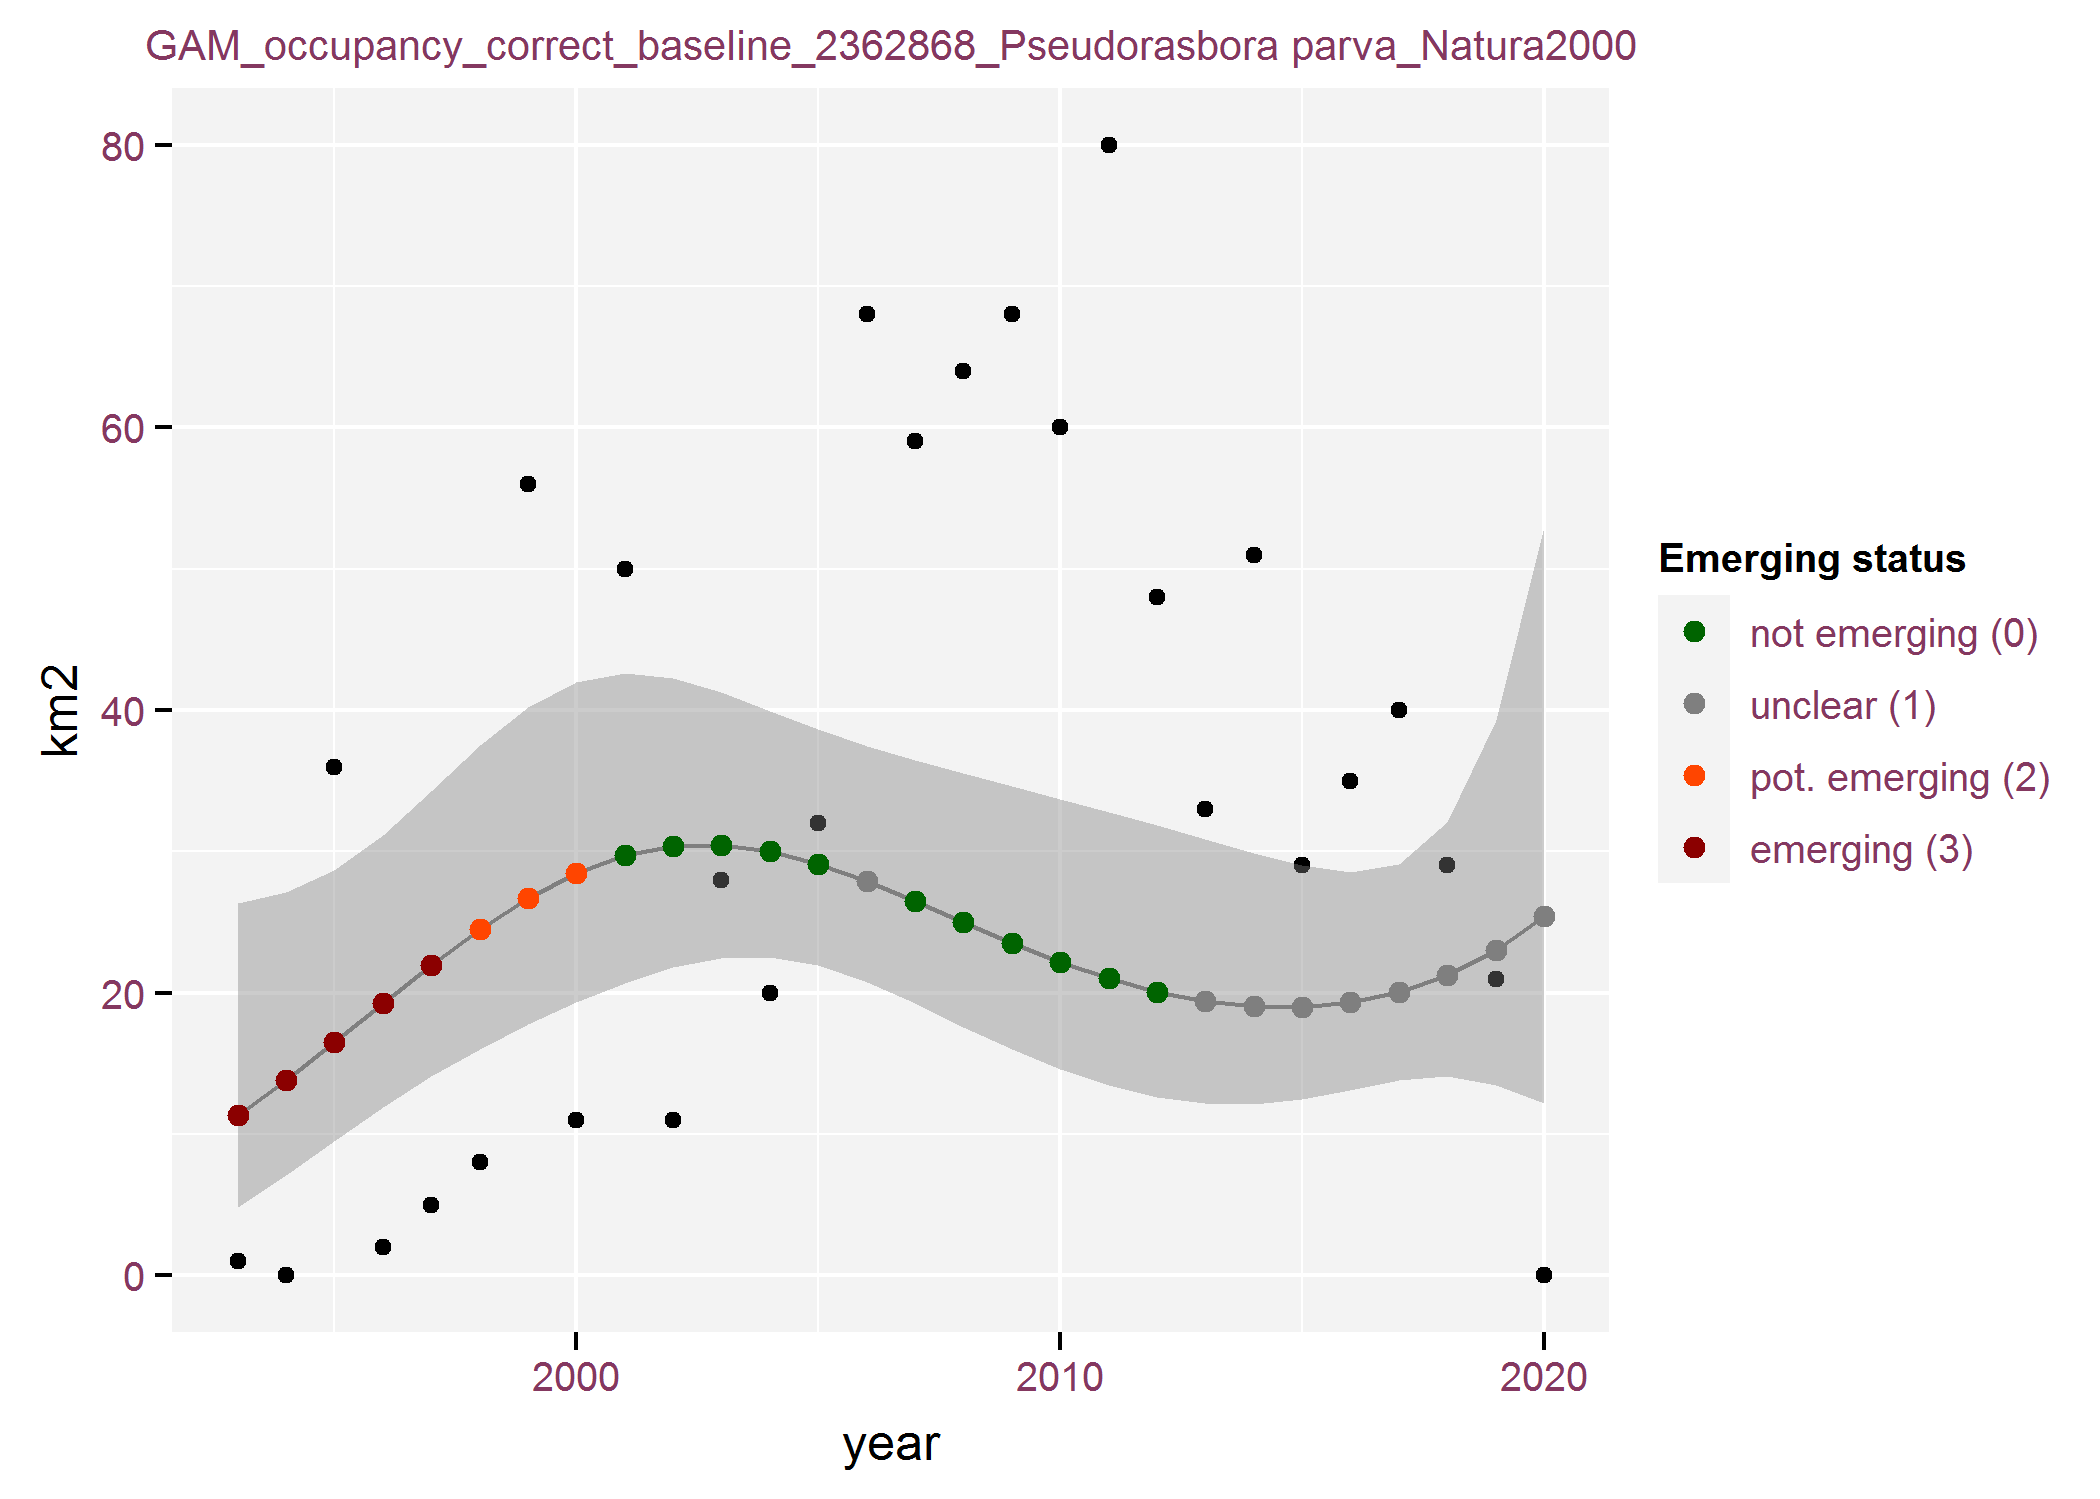 GAM_occupancy_correct_baseline_2362868_Pseudorasbora parva_Natura2000
80
60
40
20
0
km2
2000
2010
2020
year
Emerging status
not emerging (0)
unclear (1)
pot. emerging (2)
emerging (3)